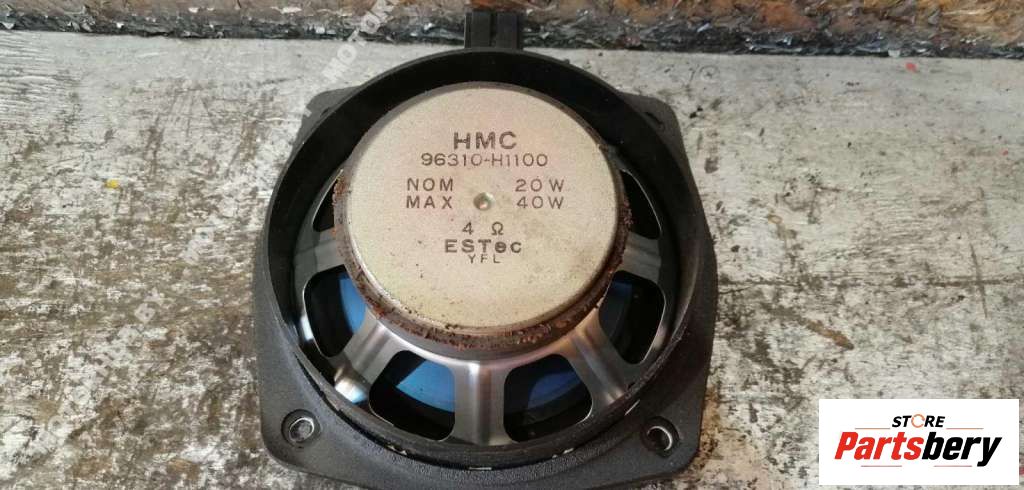 HMC
96310-H1100
NOM 20W
MAX 40W
4 Ω
ESTec
YFL
STORE
Partsbery